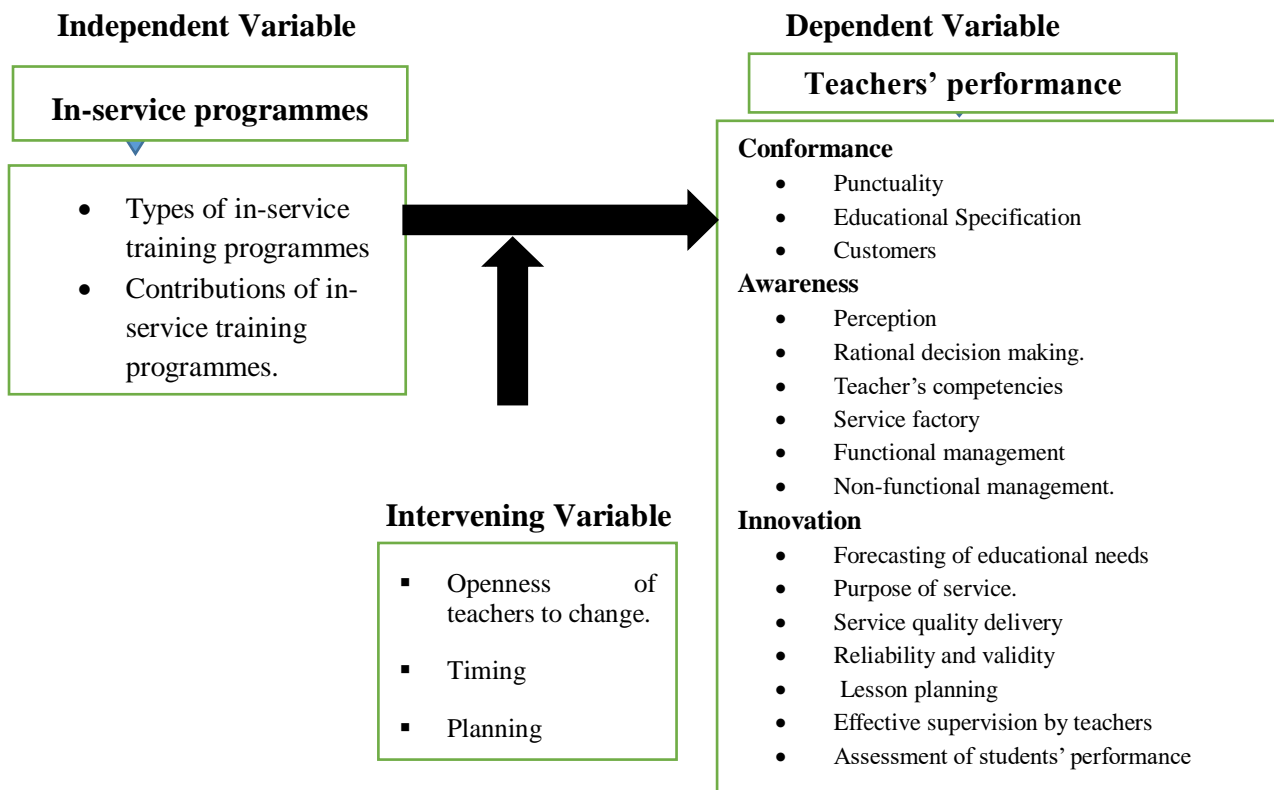 Independent Variable
In-service programmes
• Types of in-service
training programmes
• Contributions of in-
service training
programmes.
Intervening Variable
▪ Openness of
teachers to change.
▪ Timing
▪ Planning
Dependent Variable
Teachers’ performance
Conformance
• Punctuality
• Educational Specification
• Customers
Awareness
• Perception
• Rational decision making.
• Teacher’s competencies
• Service factory
• Functional management
• Non-functional management.
Innovation
• Forecasting of educational needs
• Purpose of service.
• Service quality delivery
• Reliability and validity
• Lesson planning
• Effective supervision by teachers
• Assessment of students’ performance